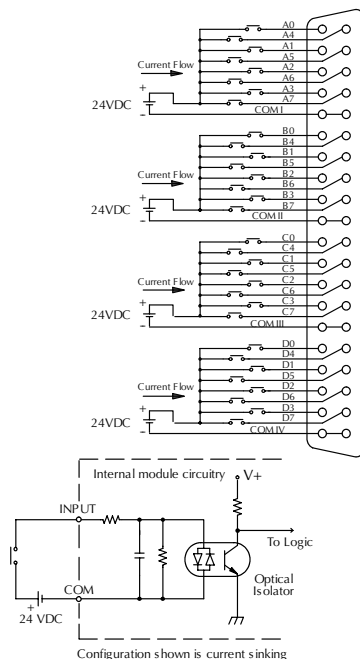 A0
A4
A1
A5
Current Flow A2
A6
+ A3
24VDC A7
- COM I
B0
B4
B1
B5
Current Flow B2
B6
+ B3
24VDC B7
- COM II
C0
C4
C1
C5
Current Flow C2
C6
+ C3
24VDC C7
- COM III
D0
D4
D1
D5
Current Flow D2
D6
+ D3
24VDC D7
- COM IV
Internal module circuitry
V+
INPUT
To Logic
COM
Optical
Isolator
+
24 VDC
Configuration shown is current sinking